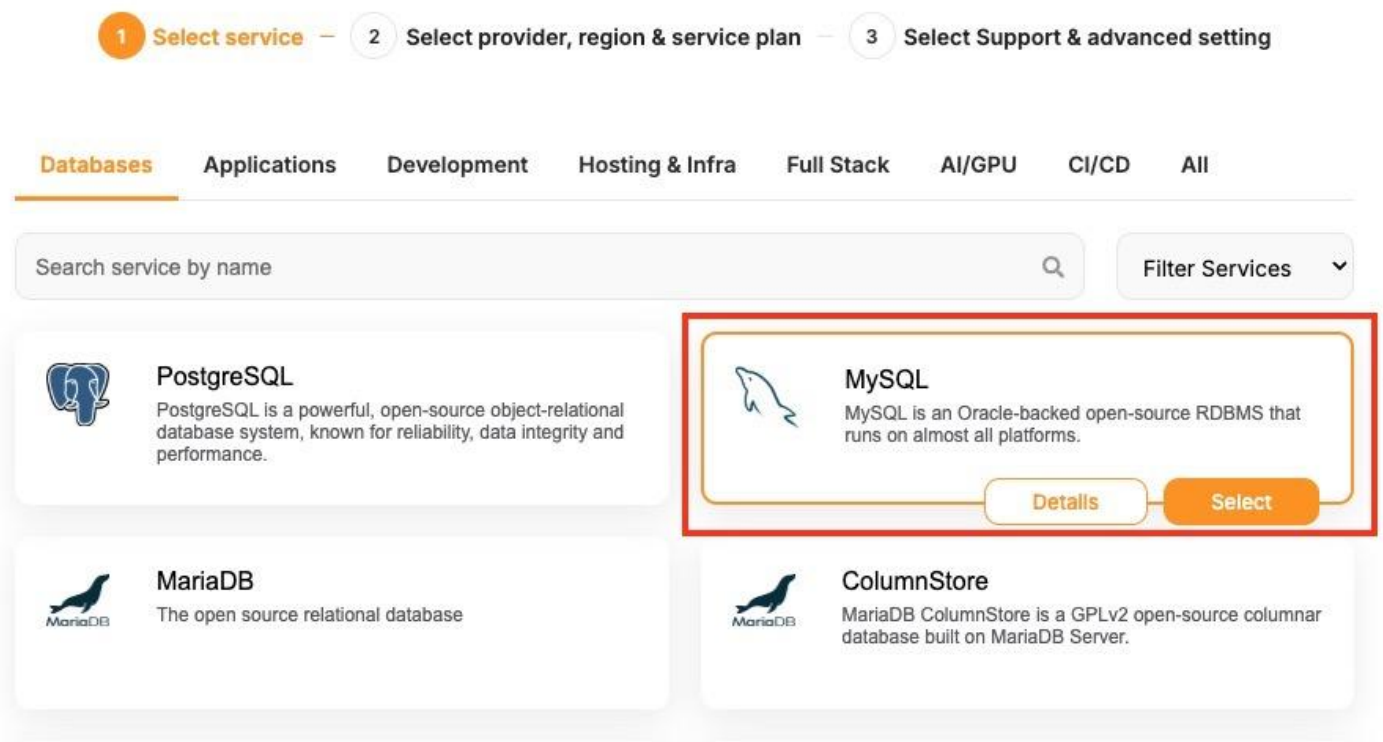 1 Select service – 2 Select provider, region & service plan – 3 Select Support & advanced setting
Databases Applications Development Hosting & Infra Full Stack AI/GPU CI/CD All
Search service by name Filter Services
PostgreSQL
PostgreSQL is a powerful, open-source object-relational
database system, known for reliability, data integrity and
performance.
MySQL
MySQL is an Oracle-backed open-source RDBMS that
runs on almost all platforms.
Details Select
MariaDB
MariaDB
The open source relational database
MariaDB
ColumnStore
MariaDB ColumnStore is a GPLv2 open-source columnar
database built on MariaDB Server.